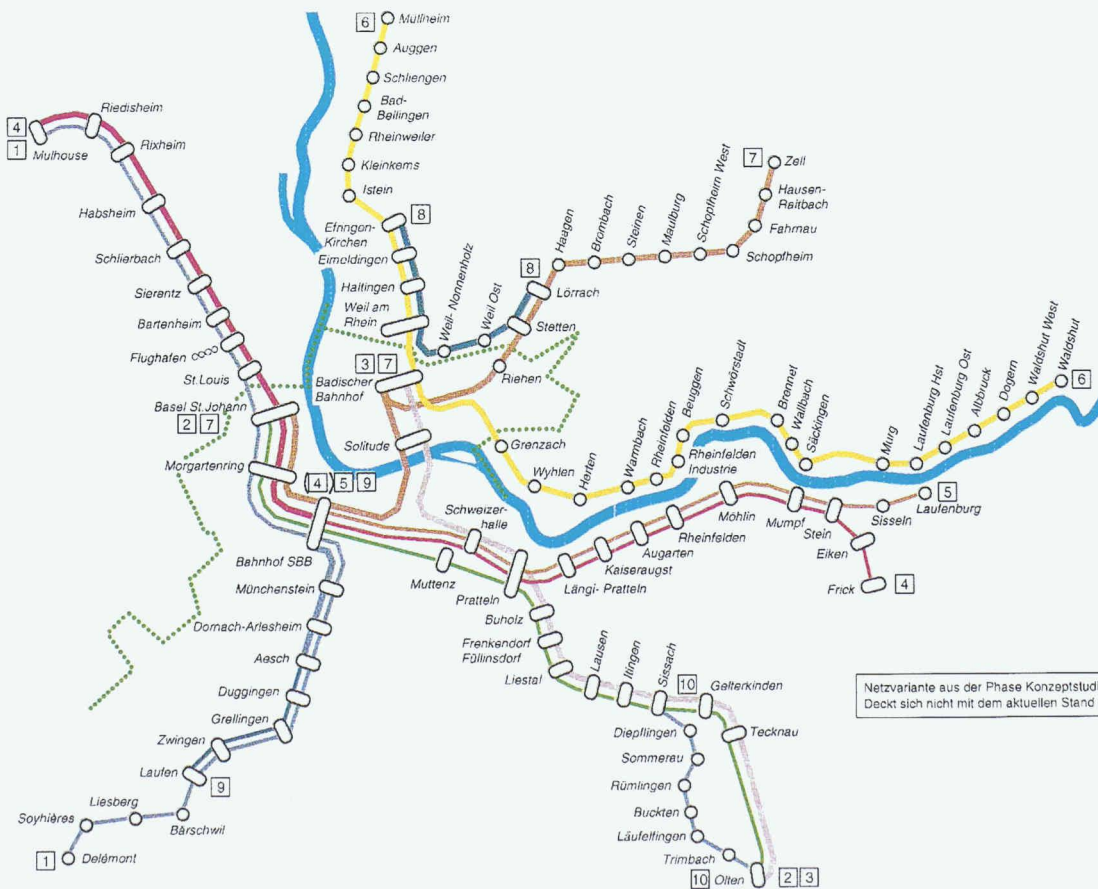 6
Müllheim
Auggen
Schliengen
Bad-
Bellingen
Rheinweiler
Kleinkems
Istein
8
Efringen-
Kirchen
Eimeldingen
Haltingen
Weil am
Rhein
Weil- Nonnenholz
Weil Ost
8
Lörrach
Stetten
Riehen
Haagen
Brombach
Steinen
Maulburg
Schopfheim West
Schopfheim
Fahrnau
Hausen-
Raitbach
7
Zell
4
1
Mulhouse
Riedisheim
Rixheim
Habsheim
Schlierbach
Sierentz
Bartenheim
Flughafen
St.Louis
Basel St.Johann
2 7
Morgartenring
(4) 5 9
3 7
Badischer
Bahnhof
Solitude
Bahnhof SBB
Grenzach
Wyhlen
Herten
Warmbach
Rheinfelden
Beuggen
Rheinfelden
Industrie
Schwörstadt
Brennet
Wallbach
Säckingen
Murg
Laufenburg Hst
Laufenburg Ost
Albbruck
Dogern
Waldshut West
Waldshut
6
Schweizer-
halle
Muttenz
Pratteln
Längi- Pratteln
Kaiseraugst
Augarten
Rheinfelden
Möhlin
Mumpf
Stein
Eiken
Sisseln
5
Laufenburg
Frick
4
Münchenstein
Dornach-Arlesheim
Aesch
Duggingen
Grellingen
Zwingen
Laufen
9
Bärschwil
Liesberg
Soyhières
1
Delémont
Buholz
Frenkendorf
Füllinsdorf
Liestal
Lausen
Itingen
Sissach
10
Gelterkinden
Tecknau
Diepflingen
Sommerau
Rümlingen
Buckten
Läufelfingen
Trimbach
10
Olten
2 3
Netzvariante aus der Phase Konzeptstudi
Deckt sich nicht mit dem aktuellen Stand